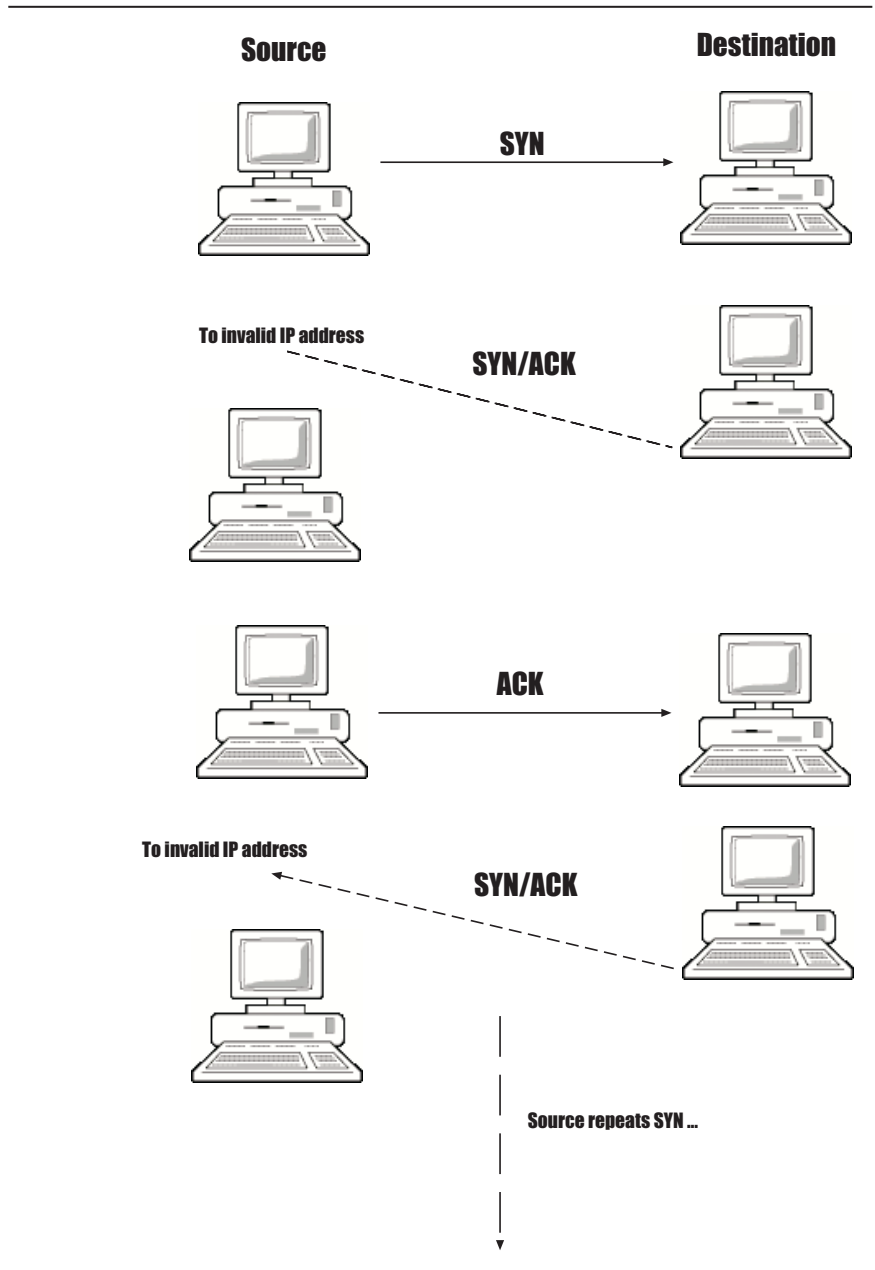 Source
Destination
SYN
To invalid IP address
SYN/ACK
ACK
To invalid IP address
SYN/ACK
Source repeats SYN ...